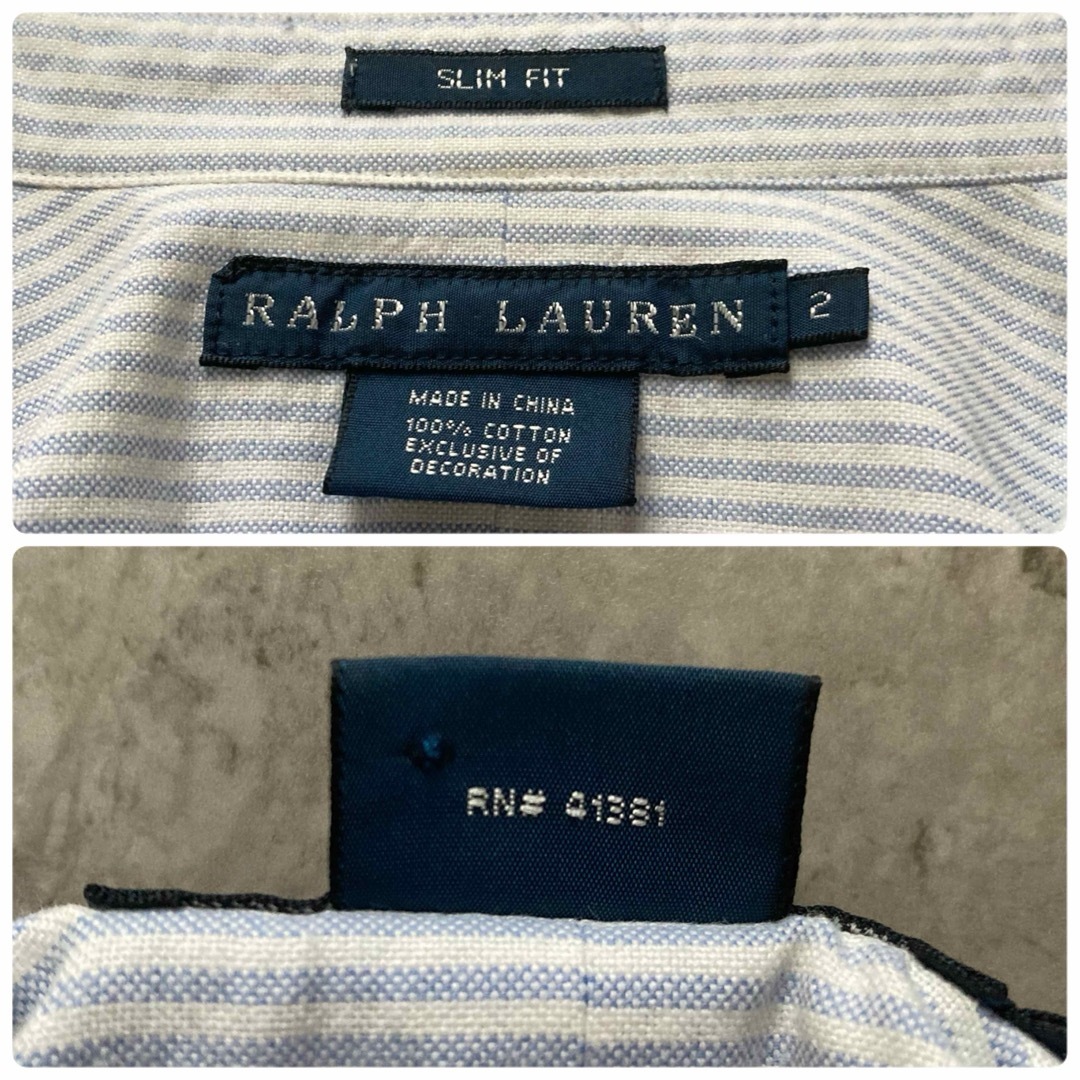 SLIM FIT
RALPH LAUREN 2
MADE IN CHINA
100% COTTON
EXCLUSIVE OF
DECORATION
RN# 41381